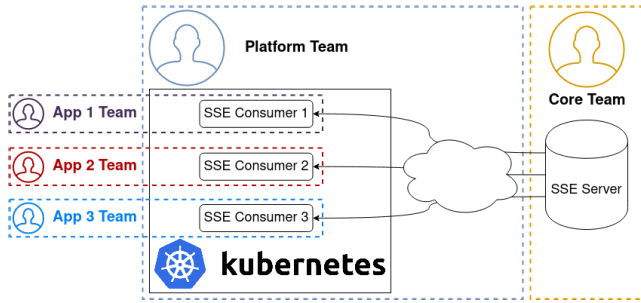 Platform Team
Core Team
App 1 Team
SSE Consumer 1
App 2 Team
SSE Consumer 2
App 3 Team
SSE Consumer 3
SSE Server
kubernetes